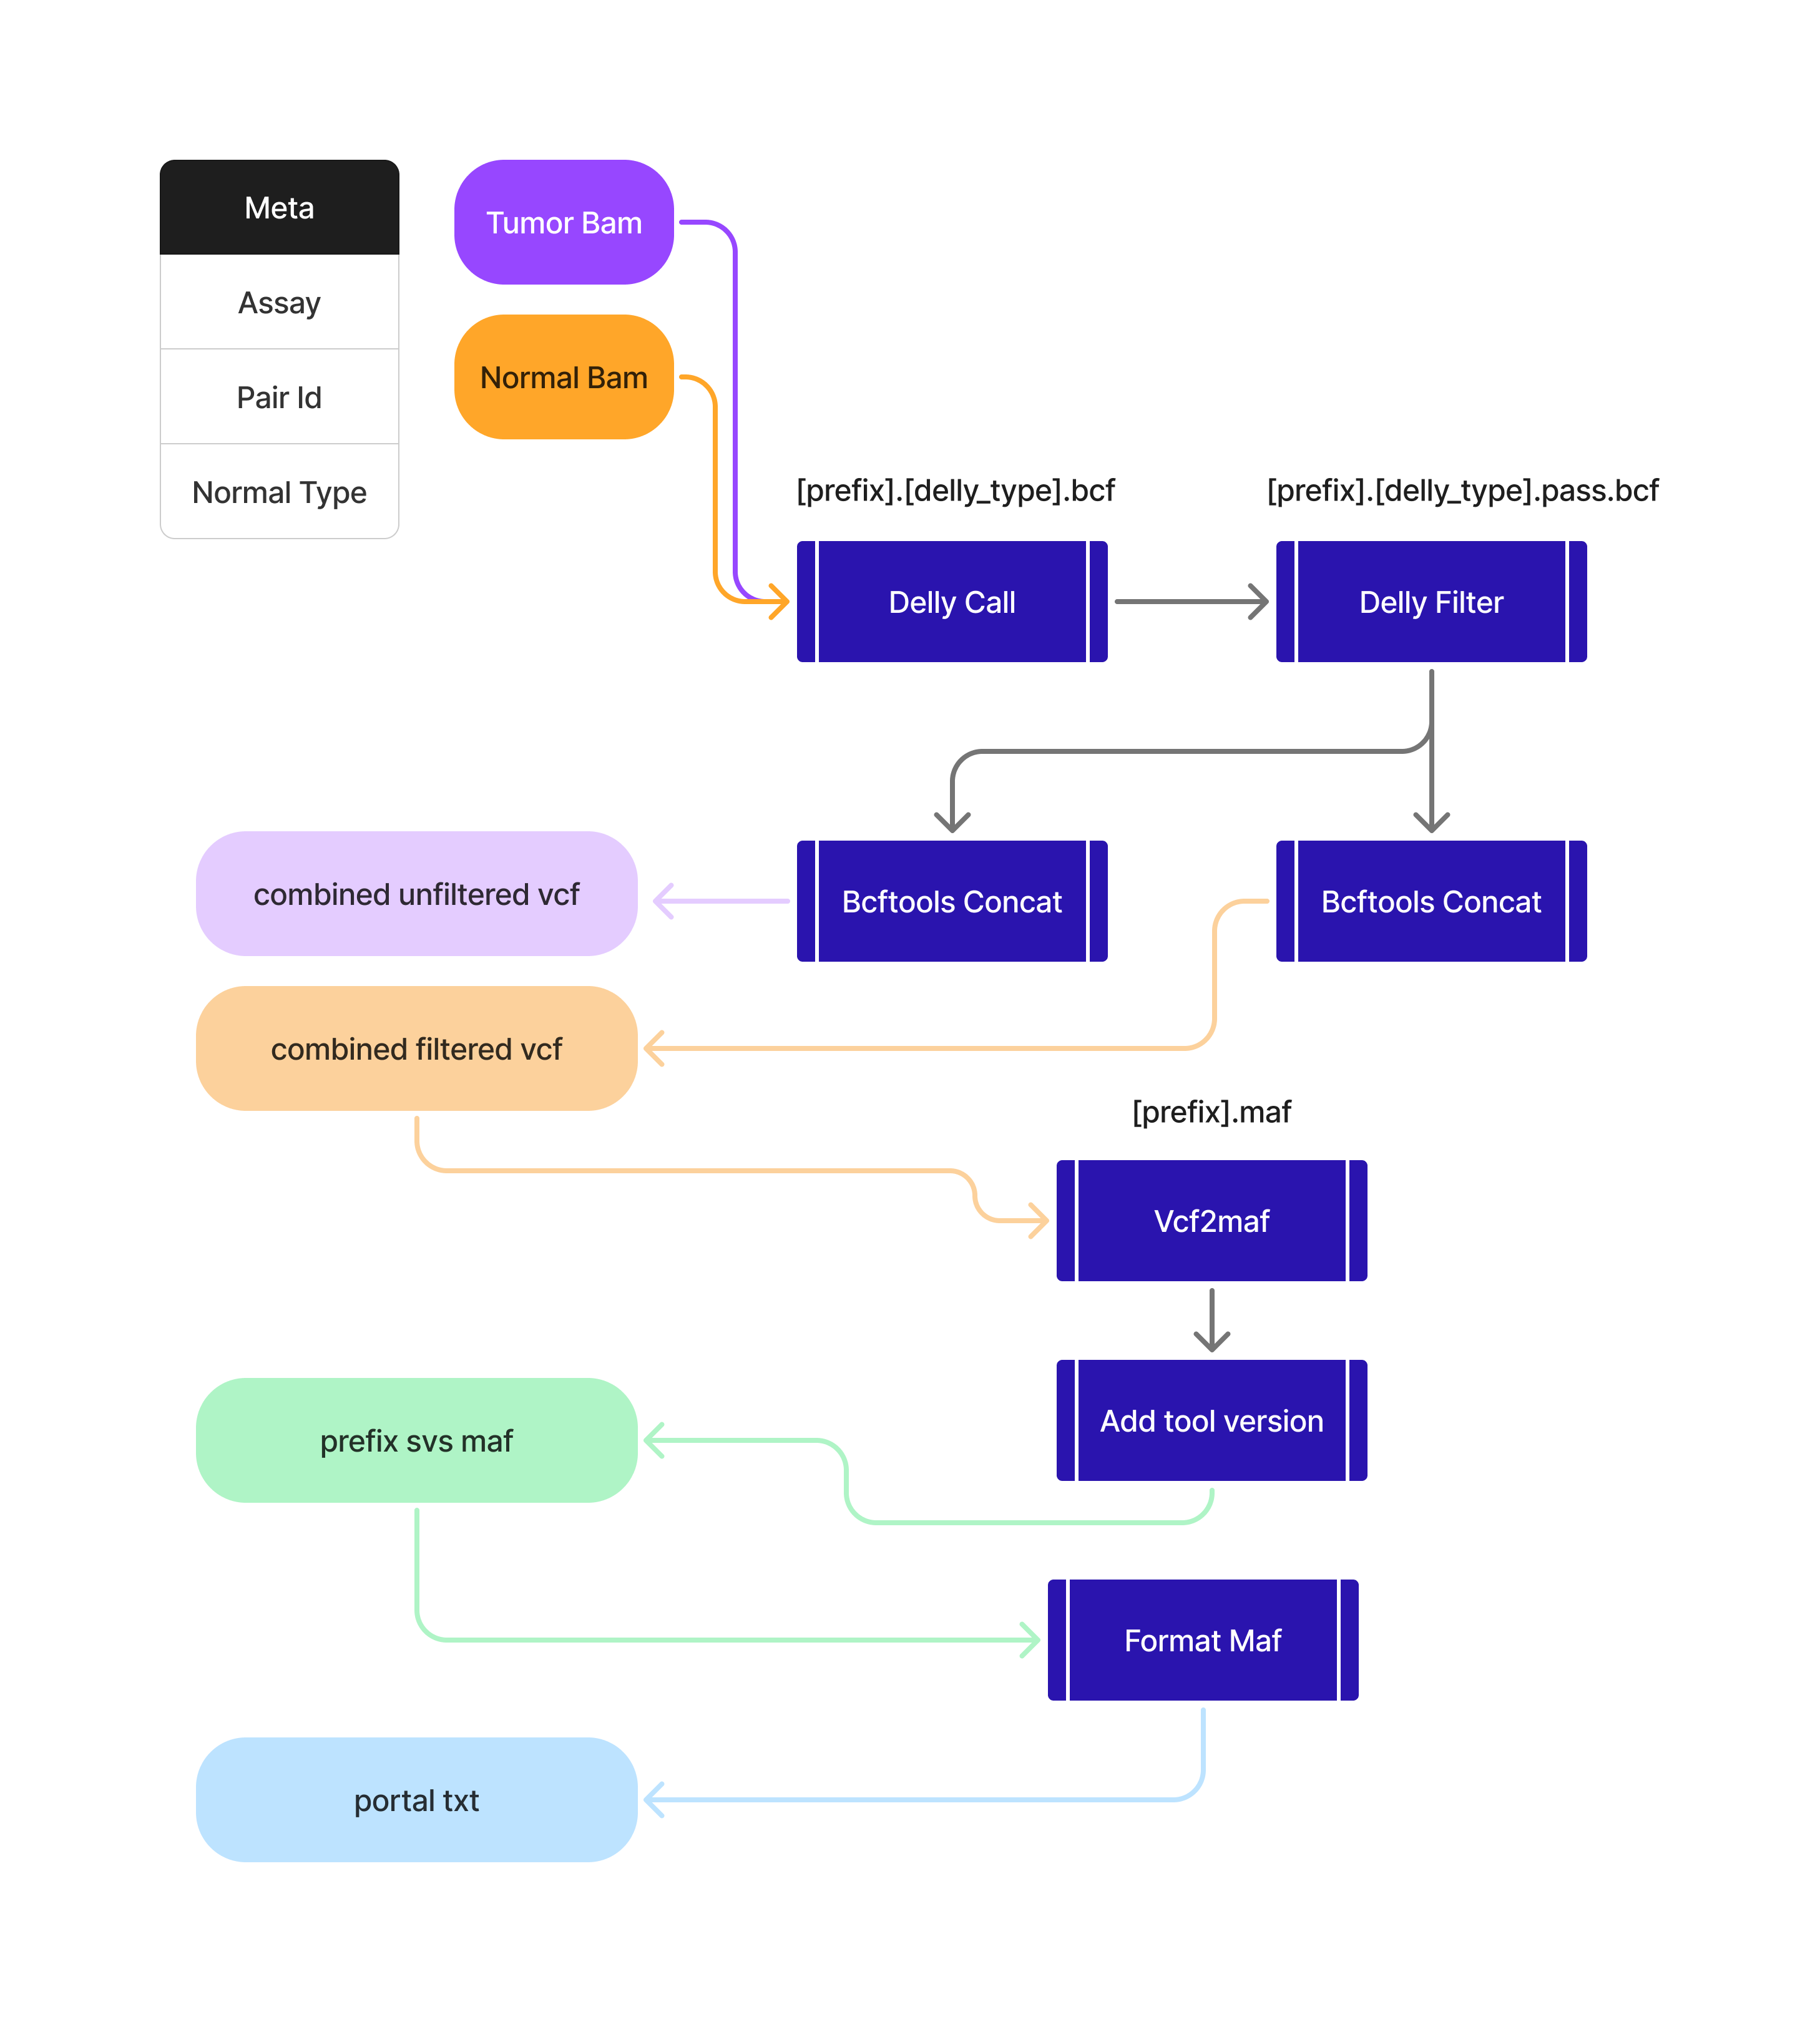 Meta
Assay
Pair Id
Normal Type
Tumor Bam
Normal Bam
[prefix].[delly_type].bcf
[prefix].[delly_type].pass.bcf
Delly Call
Delly Filter
combined unfiltered vcf
Bcftools Concat
Bcftools Concat
combined filtered vcf
[prefix].maf
Vcf2maf
Add tool version
prefix svs maf
Format Maf
portal txt